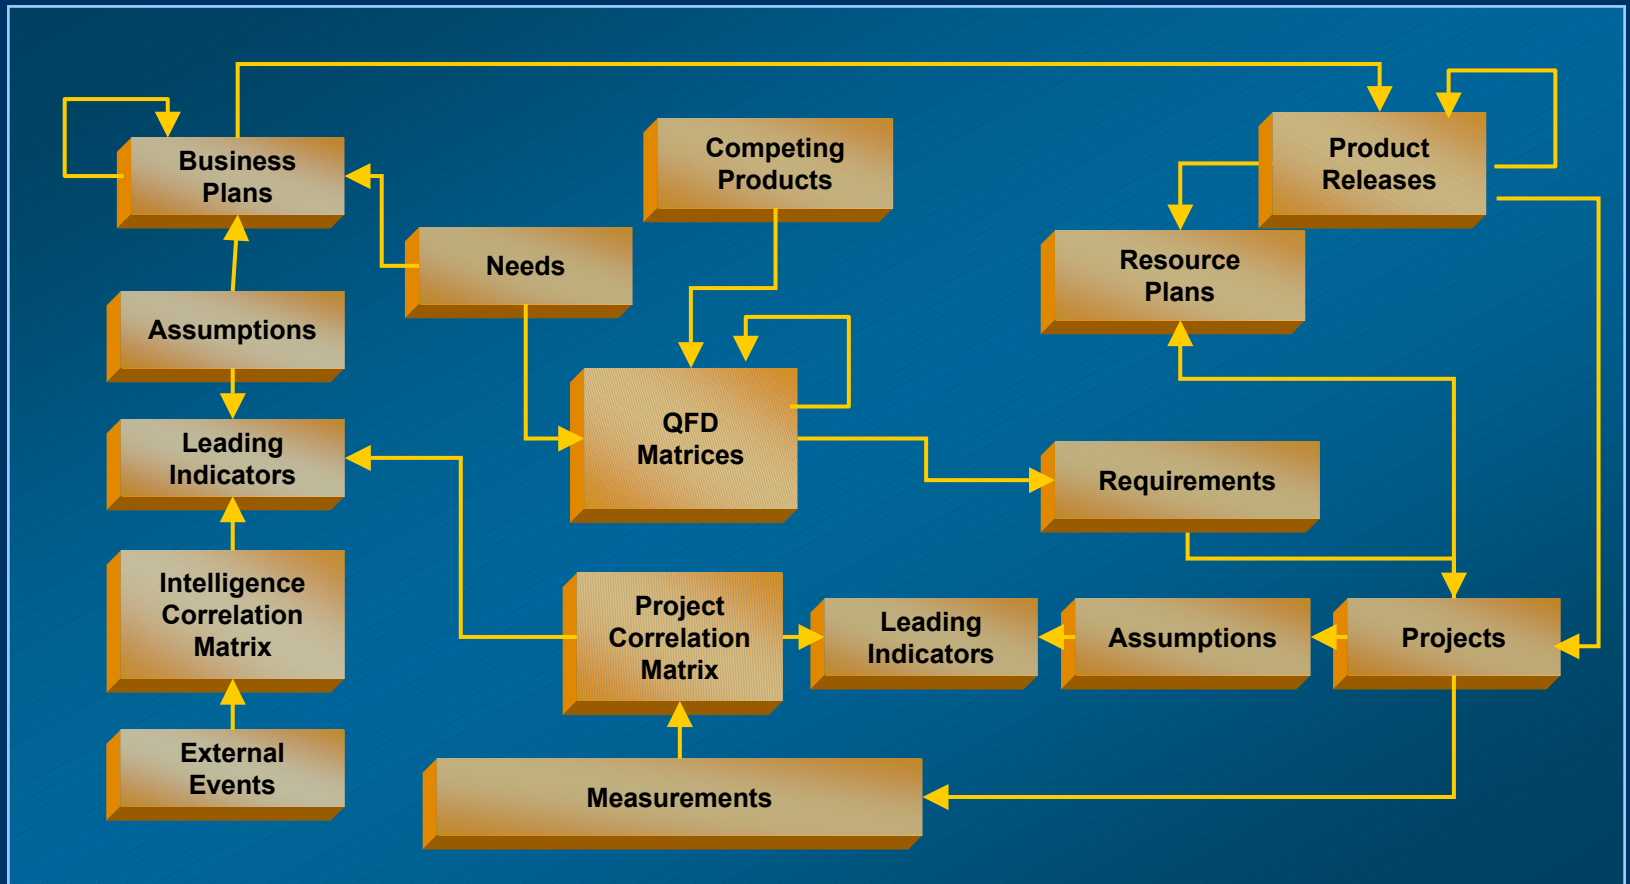 Business
Plans
Competing
Products
Product
Releases
Needs
Resource
Plans
Assumptions
QFD
Matrices
Leading
Indicators
Requirements
Intelligence
Correlation
Matrix
Project
Correlation
Matrix
Leading
Indicators
Assumptions
Projects
External
Events
Measurements